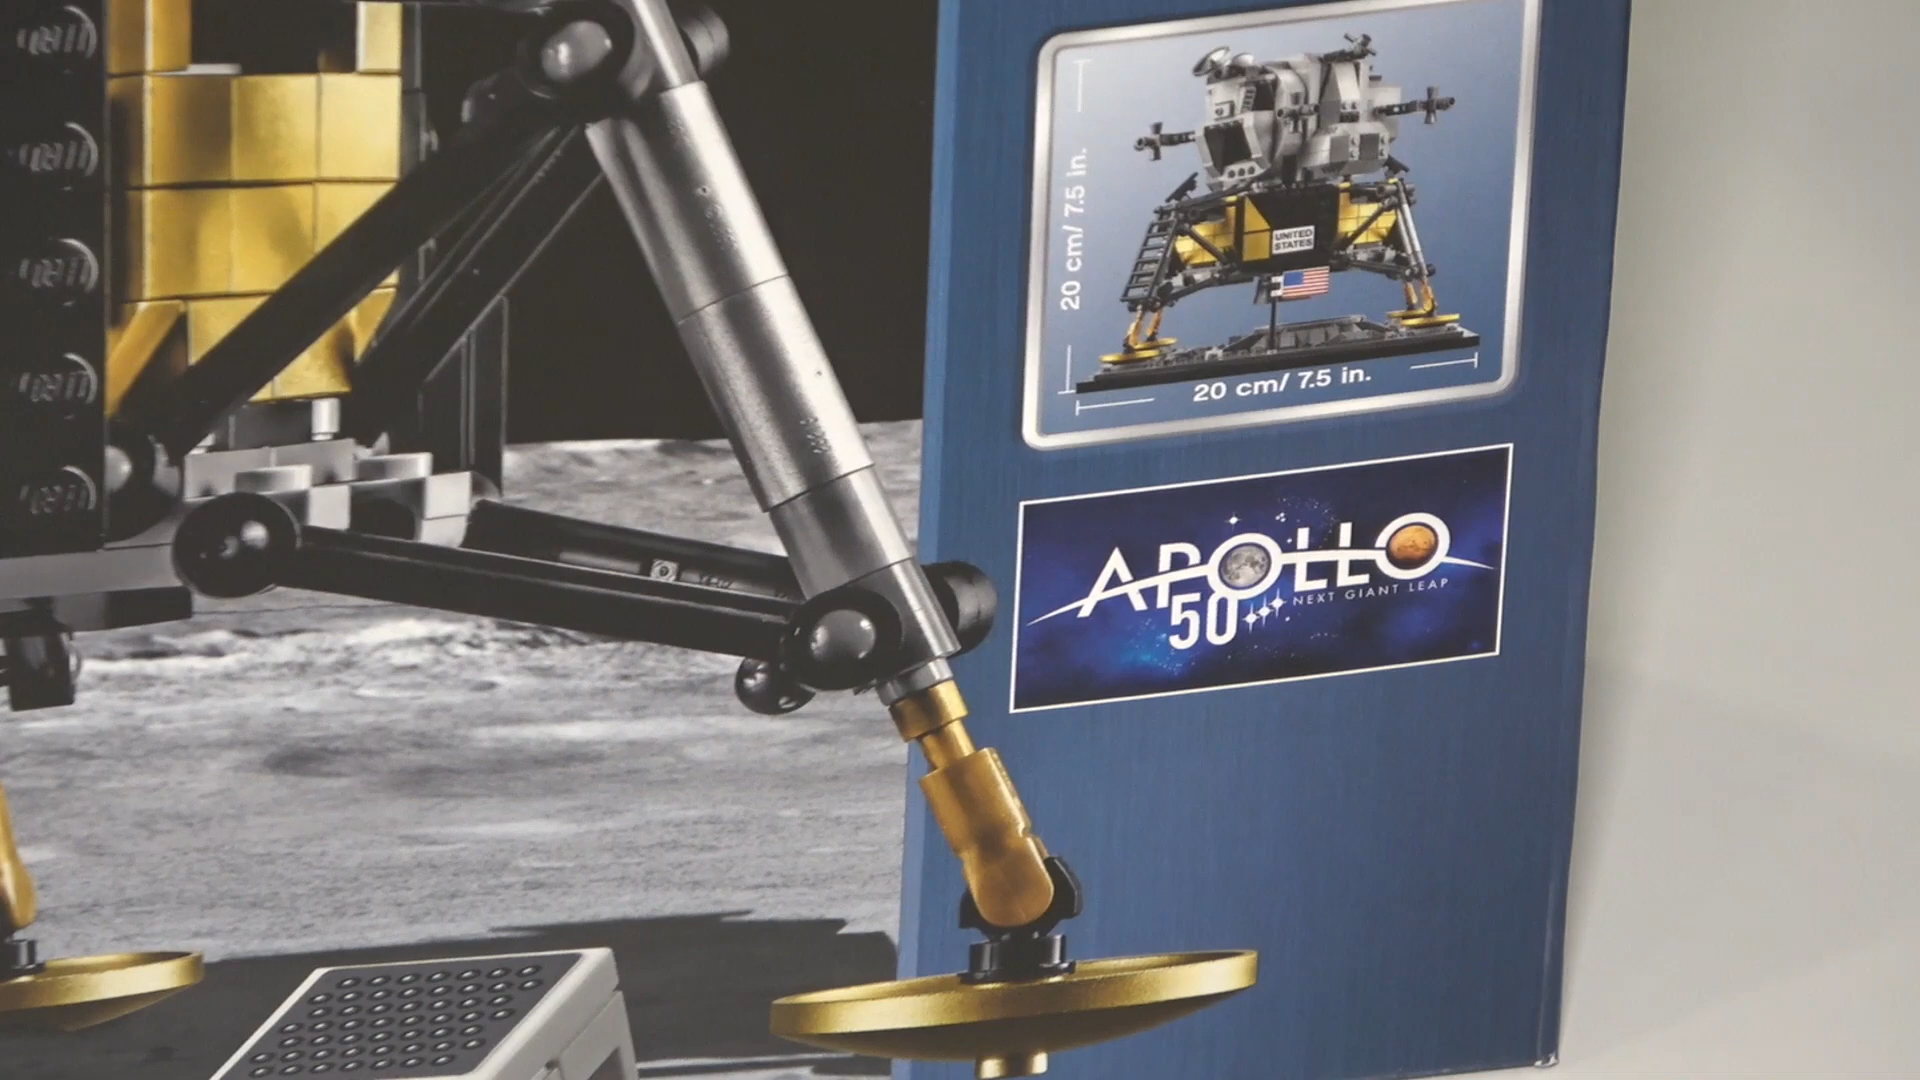 20 cm/ 7.5 in.
UNITED
STATES
20 cm/ 7.5 in.
APOLLO
50
NEXT GIANT LEAP